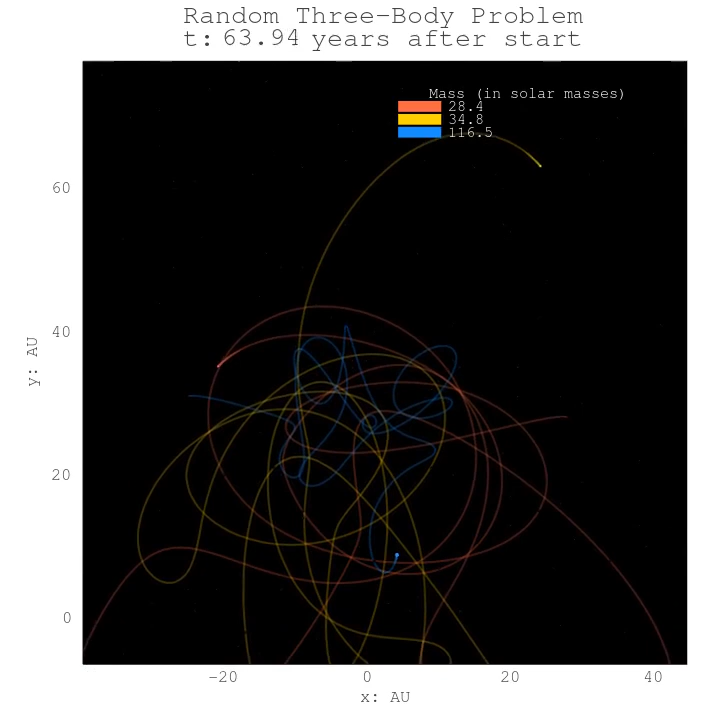 Random Three-Body Problem
t: 63.94 years after start
Mass (in solar masses)
28.4
34.8
116.5
60
40
20
0
y: AU
-20 0 20 40
x: AU